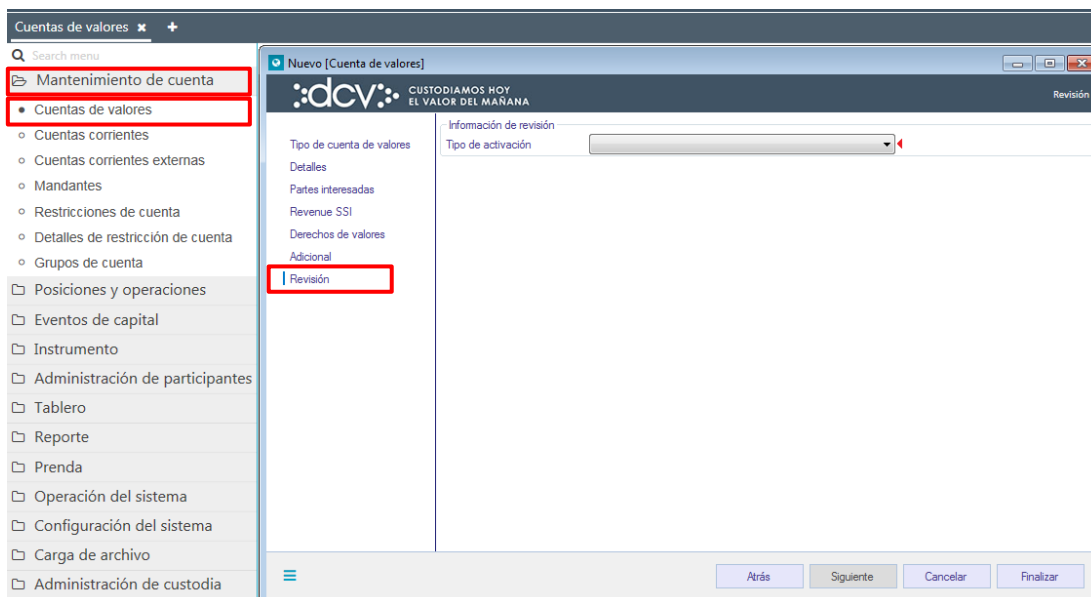 Cuentas de valores
Search menu
Mantenimiento de cuenta
Cuentas de valores
Cuentas corrientes
Cuentas corrientes externas
Mandantes
Restricciones de cuenta
Detalles de restricción de cuenta
Grupos de cuenta
Posiciones y operaciones
Eventos de capital
Instrumento
Administración de participantes
Tablero
Reporte
Prenda
Operación del sistema
Configuración del sistema
Carga de archivo
Administración de custodia
Nuevo [Cuenta de valores]
dcv CUSTODIAMOS HOY
EL VALOR DEL MAÑANA
Revisión
Tipo de cuenta de valores
Detalles
Partes interesadas
Revenue SSI
Derechos de valores
Adicional
Revisión
Información de revisión
Tipo de activación
Atrás Siguiente Cancelar Finalizar